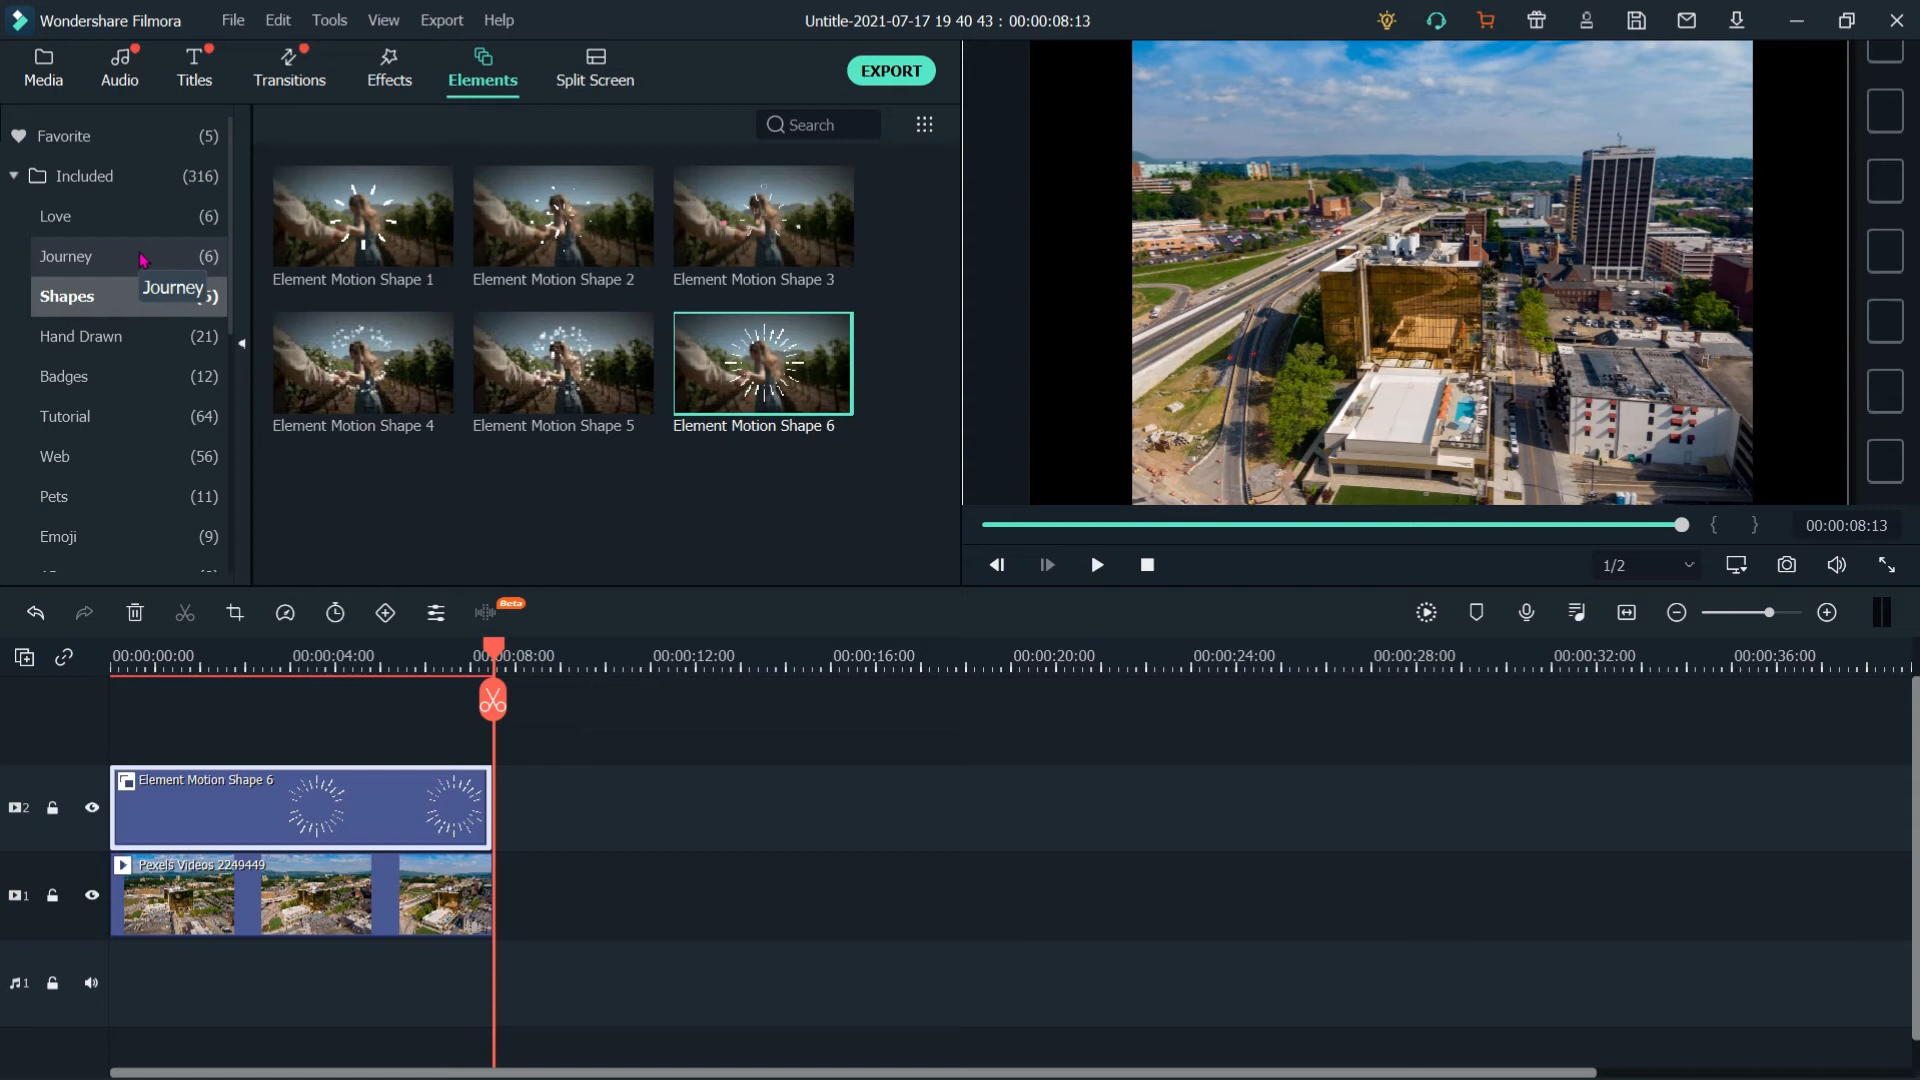 Wondershare Filmora File Edit Tools View Export Help Untitle-2021-07-17 19 40 43 : 00:00:08:13
Media Audio Titles Transitions Effects Elements Split Screen EXPORT
Favorite (5)
Search
Included (316)
Love (6)
Journey (6)
Journey
Shapes
Hand Drawn (21)
Badges (12)
Tutorial (64)
Web (56)
Pets (11)
Emoji (9)
Element Motion Shape 1 Element Motion Shape 2 Element Motion Shape 3
Element Motion Shape 4 Element Motion Shape 5 Element Motion Shape 6
{ } 00:00:08:13
1/2
Beta
00:00:00:00 00:00:04:00 00:00:08:00 00:00:12:00 00:00:16:00 00:00:20:00 00:00:24:00 00:00:28:00 00:00:32:00 00:00:36:00
Element Motion Shape 6
2
Pexels Videos 2249449
1
1